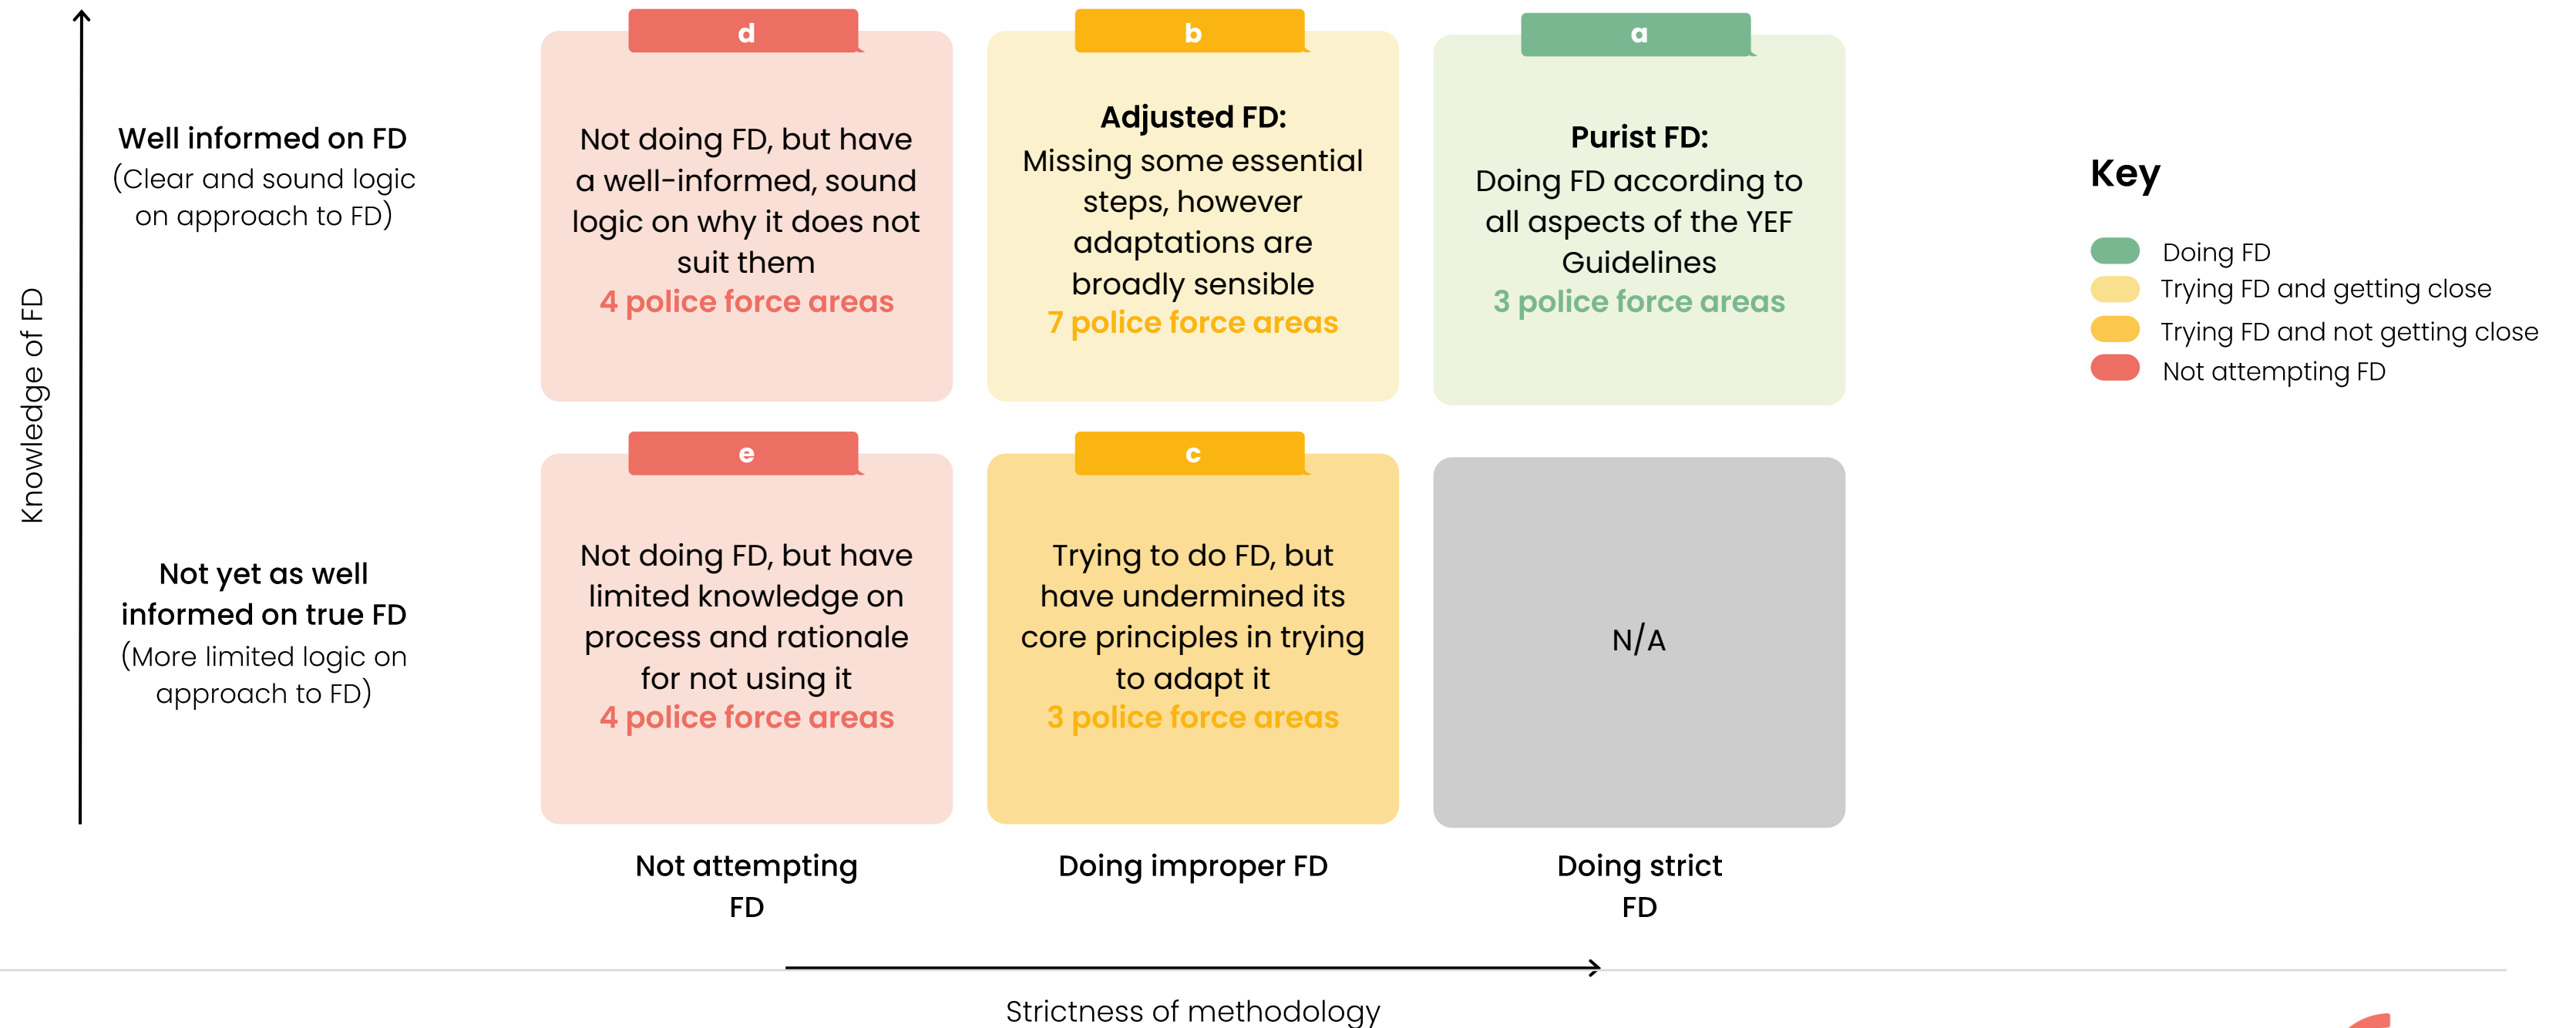 Knowledge of FD
Well informed on FD
(Clear and sound logic
on approach to FD)
Not yet as well
informed on true FD
(More limited logic on
approach to FD)
d
Not doing FD, but have
a well-informed, sound
logic on why it does not
suit them
4 police force areas
b
Adjusted FD:
Missing some essential
steps, however
adaptations are
broadly sensible
7 police force areas
a
Purist FD:
Doing FD according to
all aspects of the YEF
Guidelines
3 police force areas
e
Not doing FD, but have
limited knowledge on
process and rationale
for not using it
4 police force areas
c
Trying to do FD, but
have undermined its
core principles in trying
to adapt it
3 police force areas
N/A
Not attempting
FD
Doing improper FD
Doing strict
FD
Strictness of methodology
Key
Doing FD
Trying FD and getting close
Trying FD and not getting close
Not attempting FD